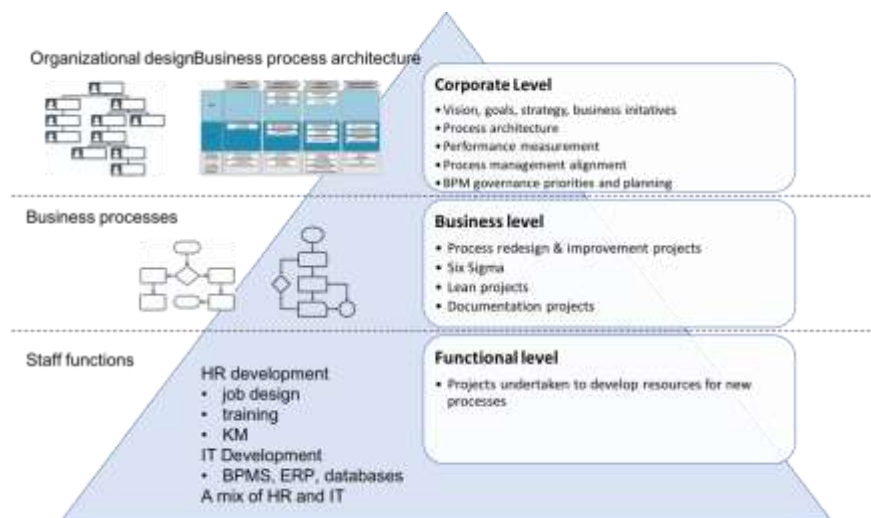 Organizational design
Business process architecture
Corporate Level
• Vision, goals, strategy, business initatives
• Process architecture
• Performance measurement
• Process management alignment
• BPM governance priorities and planning
Business processes
Business level
• Process redesign & improvement projects
• Six Sigma
• Lean projects
• Documentation projects
Staff functions
HR development
• job design
• training
• KM
IT Development
• BPMS, ERP, databases
A mix of HR and IT
Functional level
• Projects undertaken to develop resources for new
processes